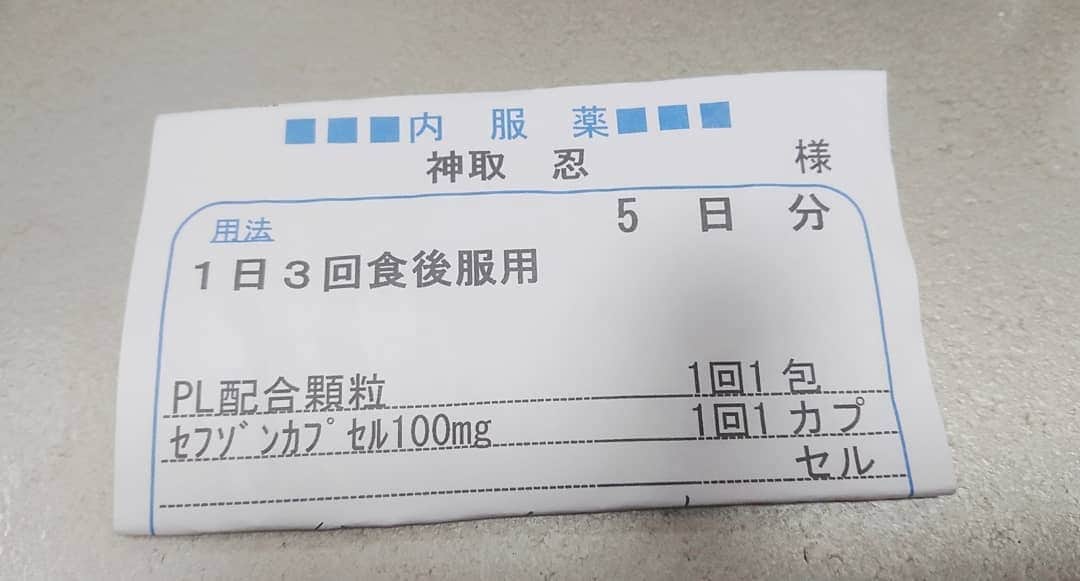 ■■■内 服 薬■■■
神取 忍 様
用法 5 日 分
1日3回食後服用
PL配合顆粒 1回1 包
ｾﾌｿﾞﾝｶﾌﾟｾﾙ100mg 1回1 カプ
セル